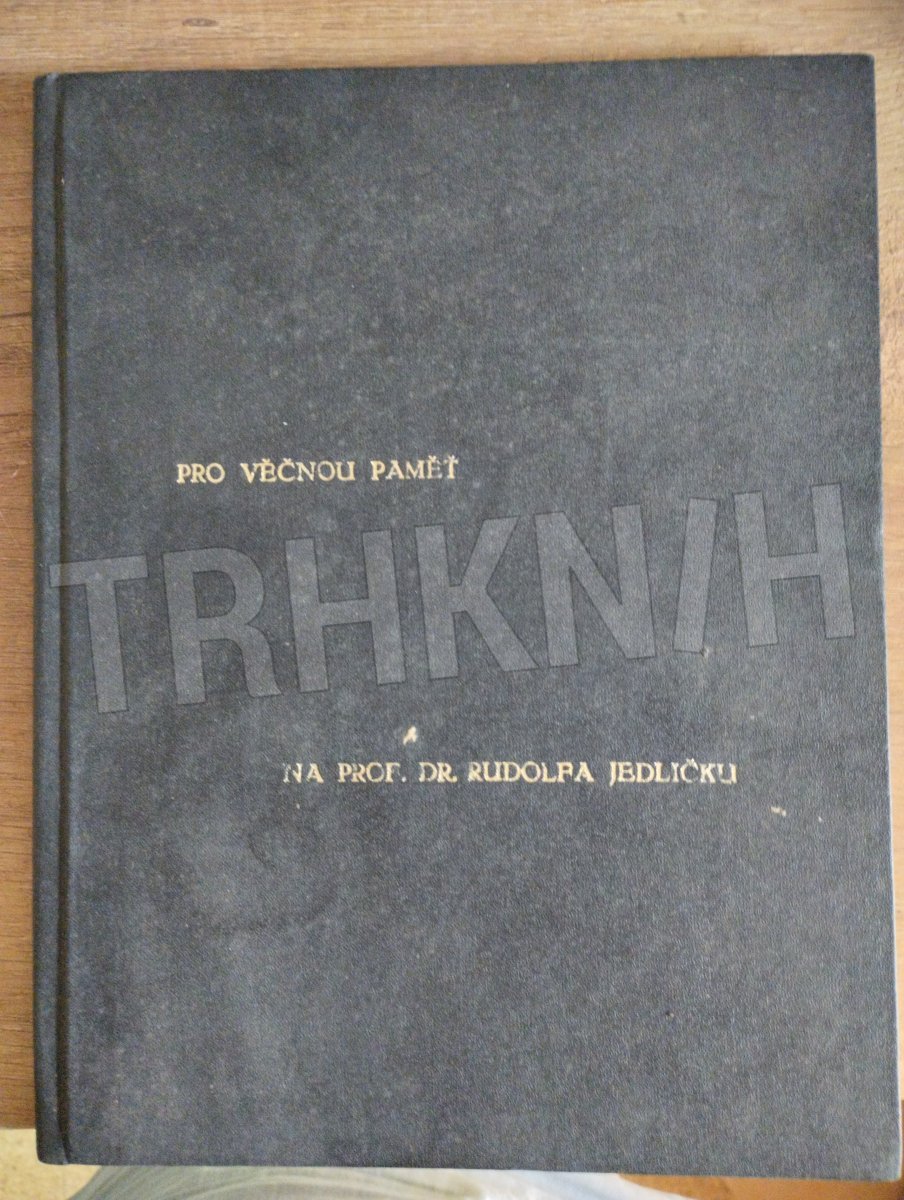 PRO VĚČNOU PAMĚŤ
TRHKNIH
NA PROF. DR. RUDOLFA JEDLIČKU